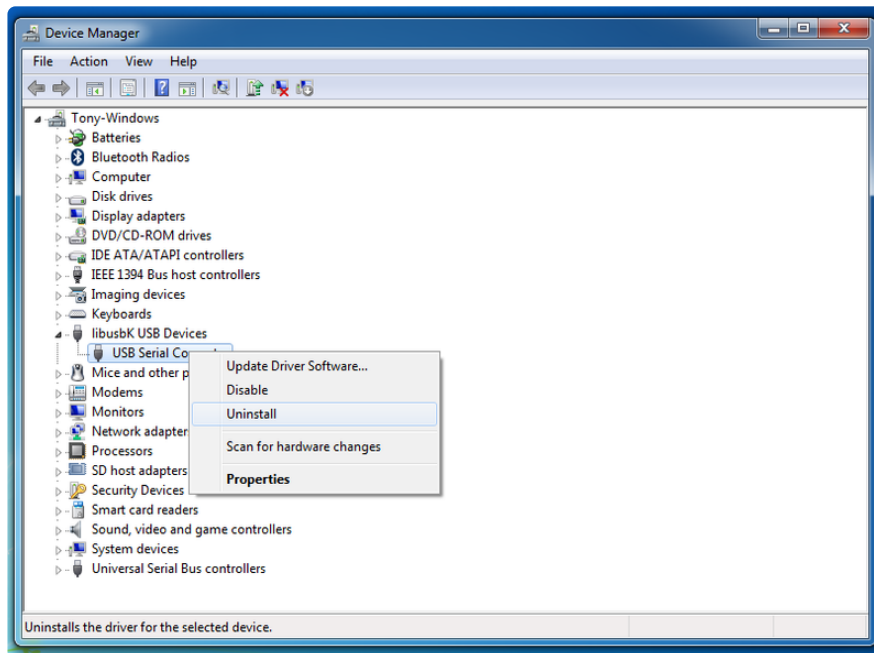 Device Manager
File Action View Help
Tony-Windows
Batteries
Bluetooth Radios
Computer
Disk drives
Display adapters
DVD/CD-ROM drives
IDE ATA/ATAPI controllers
IEEE 1394 Bus host controllers
Imaging devices
Keyboards
libusbK USB Devices
USB Serial
Mice and other
Modems
Monitors
Network
Processors
SD host adapters
Security Devices
Smart card readers
Sound, video and game controllers
System devices
Universal Serial Bus controllers
Update Driver Software...
Disable
Uninstall
Scan for hardware changes
Properties
Uninstalls the driver for the selected device.